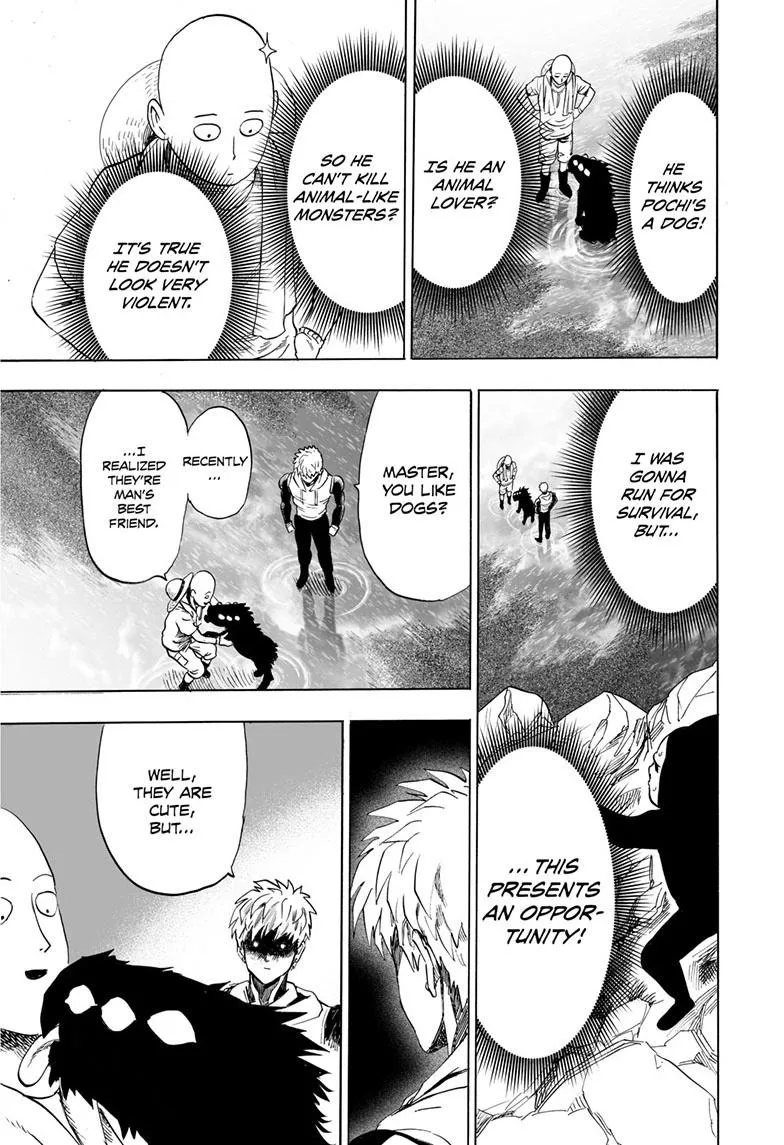 HE
THINKS
POCHI'S
A DOG!
IS HE AN
ANIMAL
LOVER?
SO HE
CAN'T KILL
ANIMAL-LIKE
MONSTERS?
IT'S TRUE
HE DOESN'T
LOOK VERY
VIOLENT.
I WAS
GONNA
RUN FOR
SURVIVAL,
BUT...
...THIS
PRESENTS
AN OPPOR-
TUNITY!
MASTER,
YOU LIKE
DOGS?
RECENTLY
...
...I
REALIZED
THEY'RE
MAN'S
BEST
FRIEND.
WELL,
THEY ARE
CUTE,
BUT...